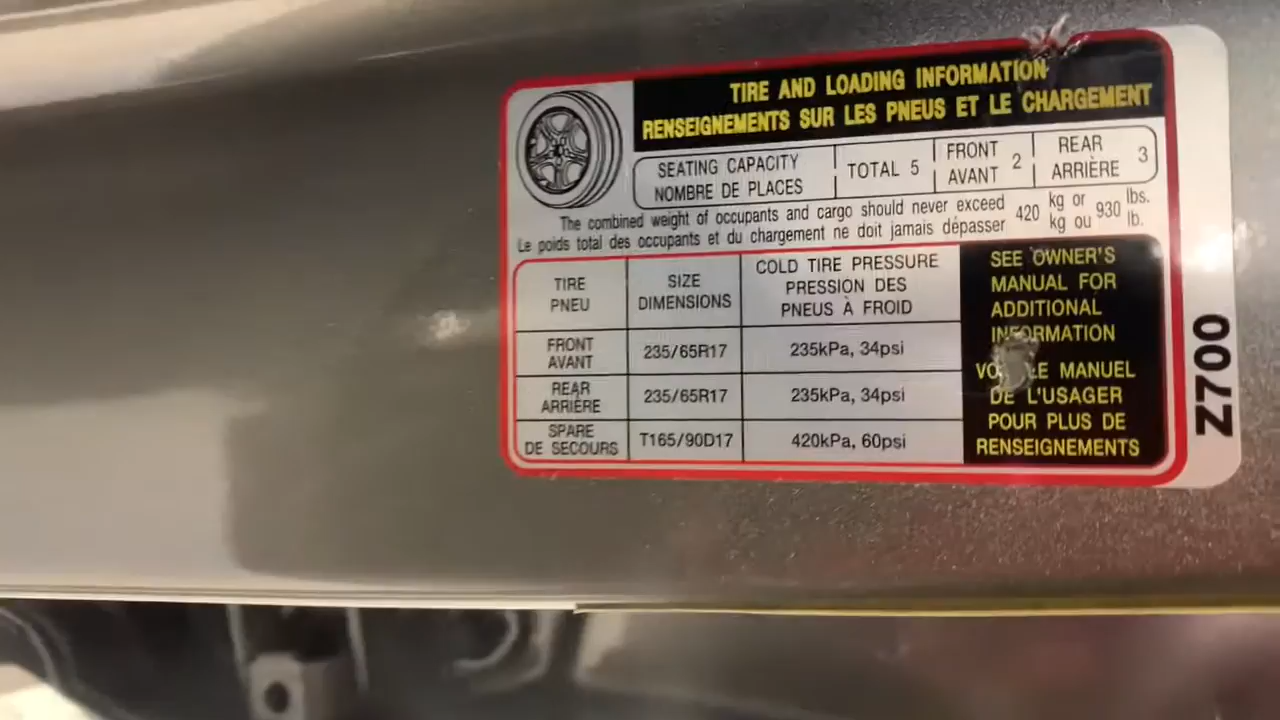 TIRE AND LOADING INFORMATION
RENSEIGNEMENTS SUR LES PNEUS ET LE CHARGEMENT
SEATING CAPACITY
NOMBRE DE PLACES
TOTAL 5
FRONT
AVANT
2
REAR
ARRIÈRE
3
The combined weight of occupants and cargo should never exceed 420 kg or 930 lbs.
Le poids total des occupants et du chargement ne doit jamais dépasser kg ou lb.
TIRE
PNEU
SIZE
DIMENSIONS
COLD TIRE PRESSURE
PRESSION DES
PNEUS À FROID
FRONT
AVANT
235/65R17
235kPa, 34psi
REAR
ARRIÈRE
235/65R17
235kPa, 34psi
SPARE
DE SECOURS
T165/90D17
420kPa, 60psi
SEE OWNER'S
MANUAL FOR
ADDITIONAL
INFORMATION
LE MANUEL
DE L'USAGER
POUR PLUS DE
RENSEIGNEMENTS
Z700